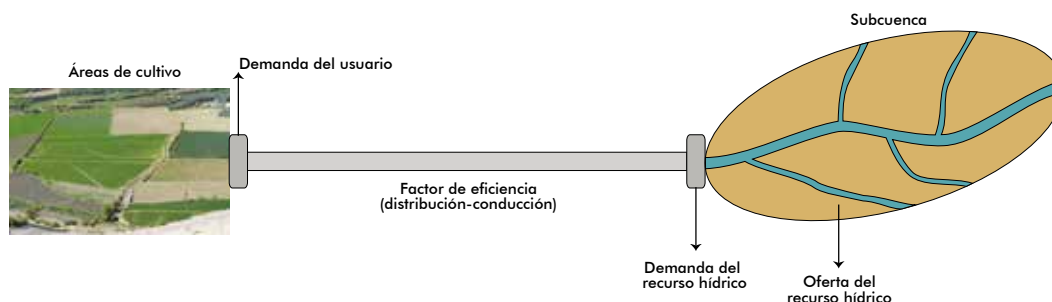 Subcuenca
Áreas de cultivo
Demanda del usuario
Factor de eficiencia
(distribución-conducción)
Demanda del
recurso hídrico
Oferta del
recurso hídrico